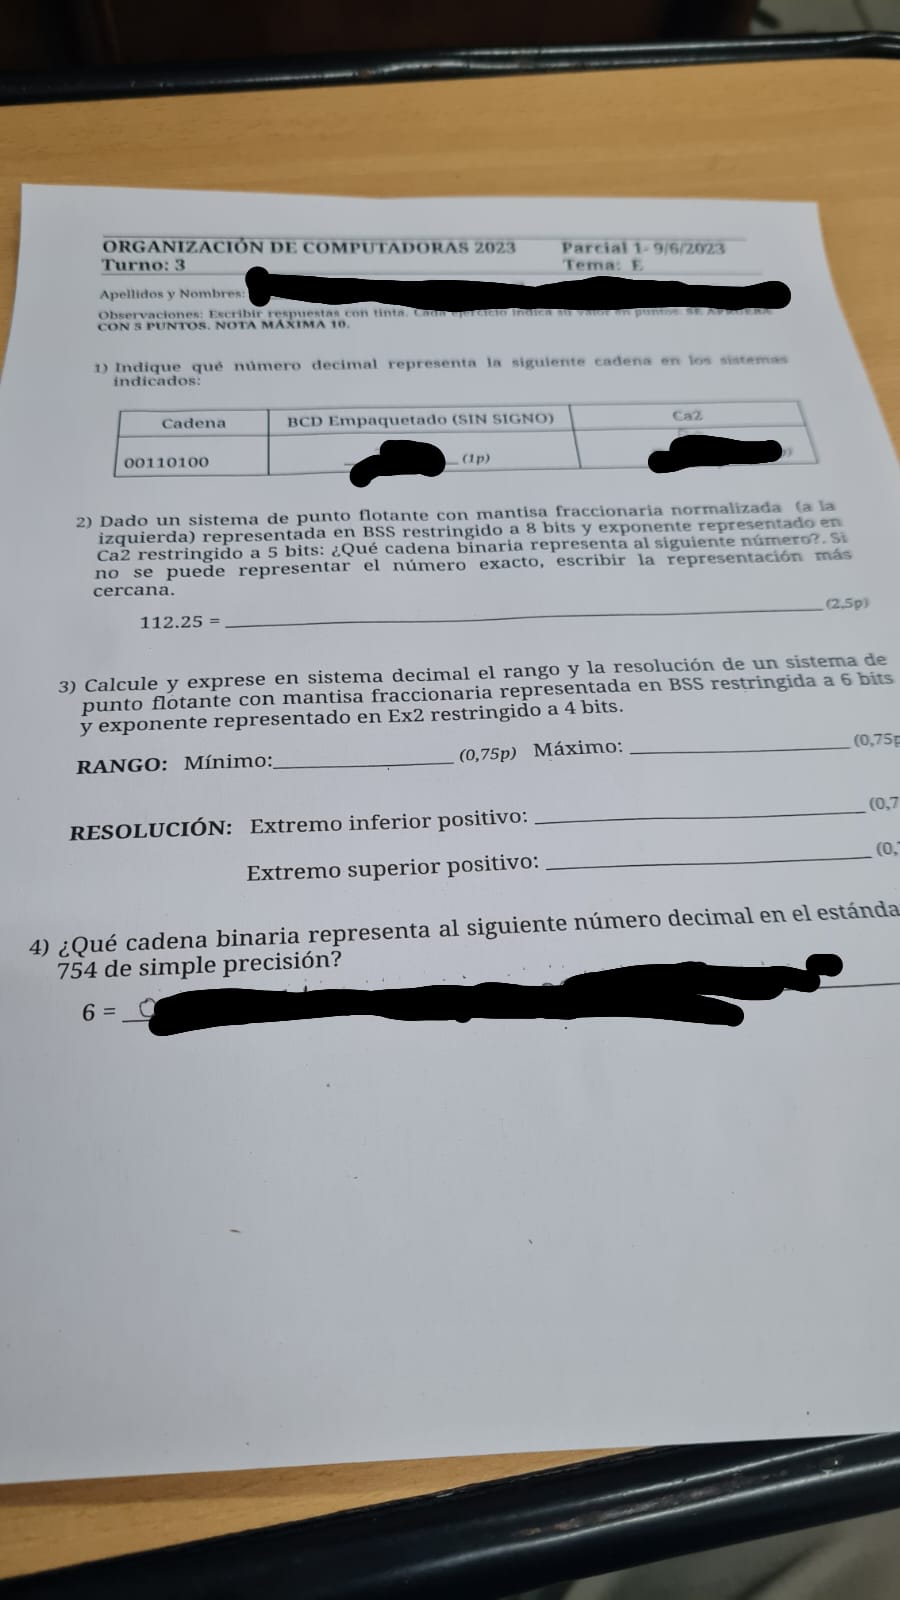 ORGANIZACIÓN DE COMPUTADORAS 2023 Parcial 1- 9/6/2023
Turno: 3 Tema: E
Apellidos y Nombres:
Observaciones: Escribir respuestas con tinta. Cada ejercicio indica su valor en puntos. SE APRUEBA
CON 5 PUNTOS. NOTA MÁXIMA 10.
1) Indique qué número decimal representa la siguiente cadena en los sistemas
indicados:
Cadena BCD Empaquetado (SIN SIGNO) Ca2
00110100 (1p)
2) Dado un sistema de punto flotante con mantisa fraccionaria normalizada (a la
izquierda) representada en BSS restringido a 8 bits y exponente representado en
Ca2 restringido a 5 bits: ¿Qué cadena binaria representa al siguiente número?. Si
no se puede representar el número exacto, escribir la representación más
cercana.
112.25 = (2,5p)
3) Calcule y exprese en sistema decimal el rango y la resolución de un sistema de
punto flotante con mantisa fraccionaria representada en BSS restringida a 6 bits
y exponente representado en Ex2 restringido a 4 bits.
RANGO: Mínimo: (0,75p) Máximo: (0,75p
RESOLUCIÓN: Extremo inferior positivo: (0,7
Extremo superior positivo: (0,
4) ¿Qué cadena binaria representa al siguiente número decimal en el estánda
754 de simple precisión?
6 =